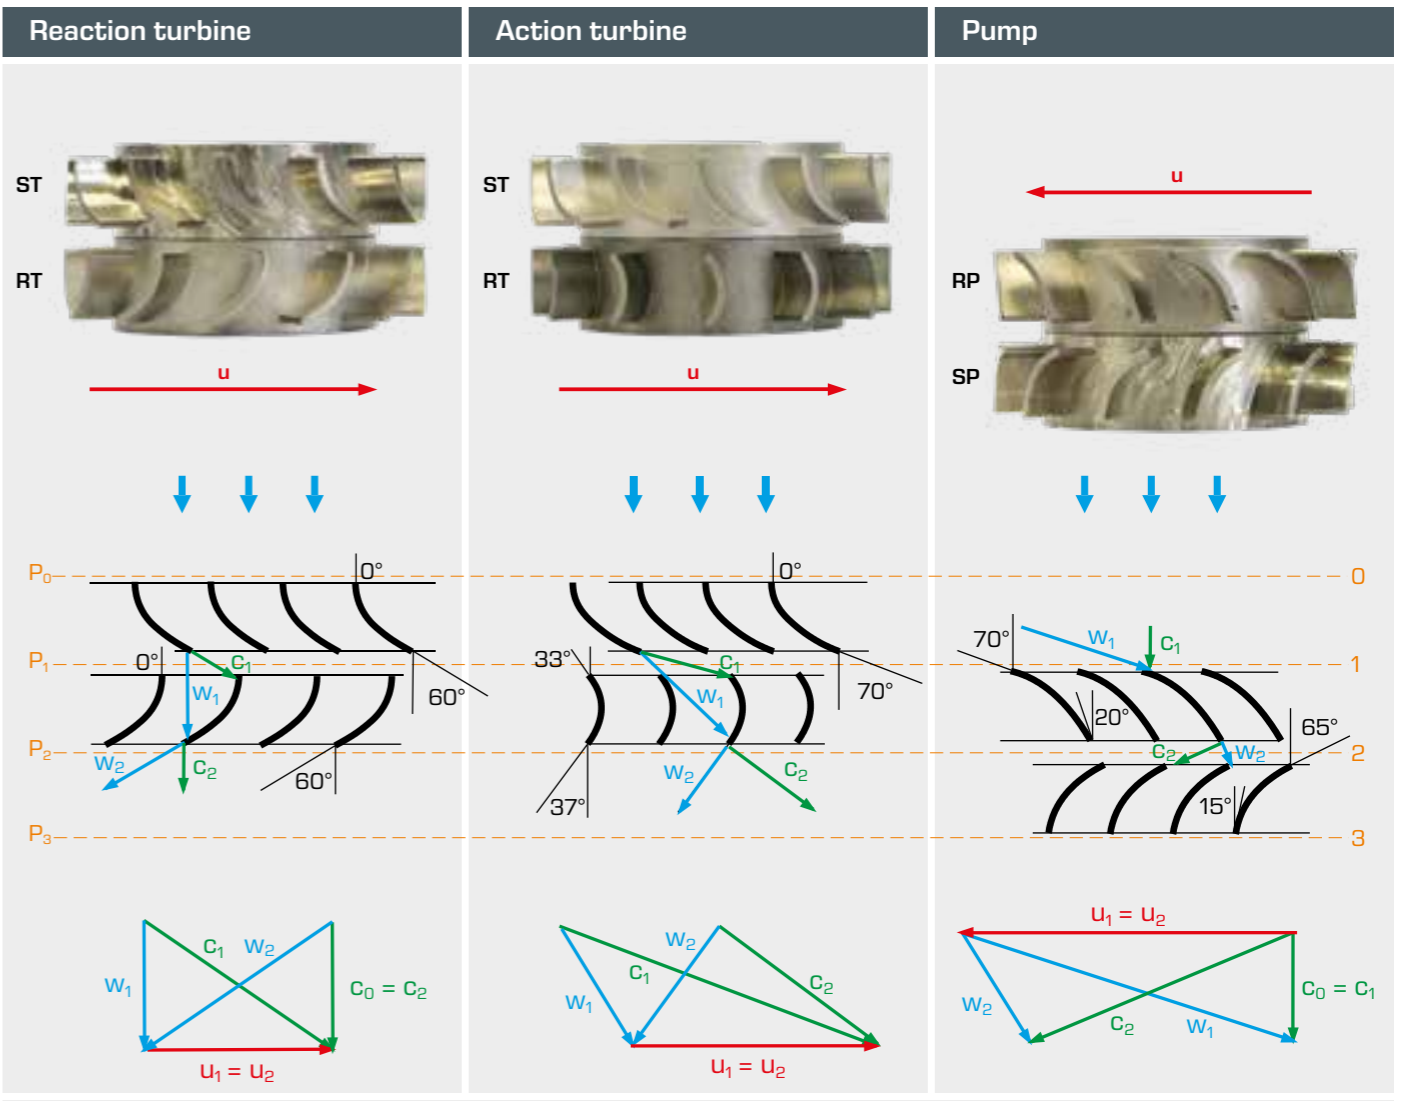 Reaction turbine
Action turbine
Pump
ST
RT
u
ST
RT
u
u
RP
SP
P₀
0°
0°
0
P₁
0°
c₁
w₁
60°
33°
c₁
w₁
70°
70°
w₁
c₁
1
20°
65°
P₂
w₂
c₂
60°
w₂
c₂
37°
c₂
w₂
2
15°
P₃
3
c₁
w₂
w₁
c₀ = c₂
u₁ = u₂
w₂
c₁
c₂
w₁
u₁ = u₂
u₁ = u₂
w₂
c₂
w₁
c₀ = c₁